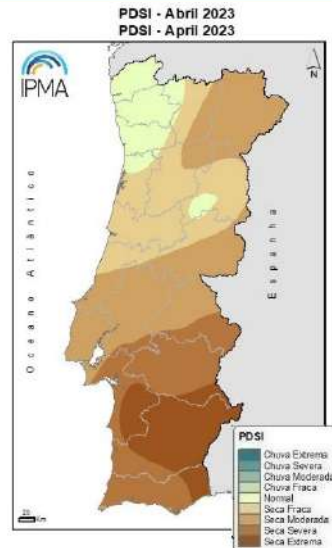 PDSI - Abril 2023
PDSI - April 2023
IPMA
N
Oceano Atlântico
Espanha
PDSI
Chuva Extrema
Chuva Severa
Chuva Moderada
Chuva Fraca
Normal
Seca Fraca
Seca Moderada
Seca Severa
Seca Extrema
Km